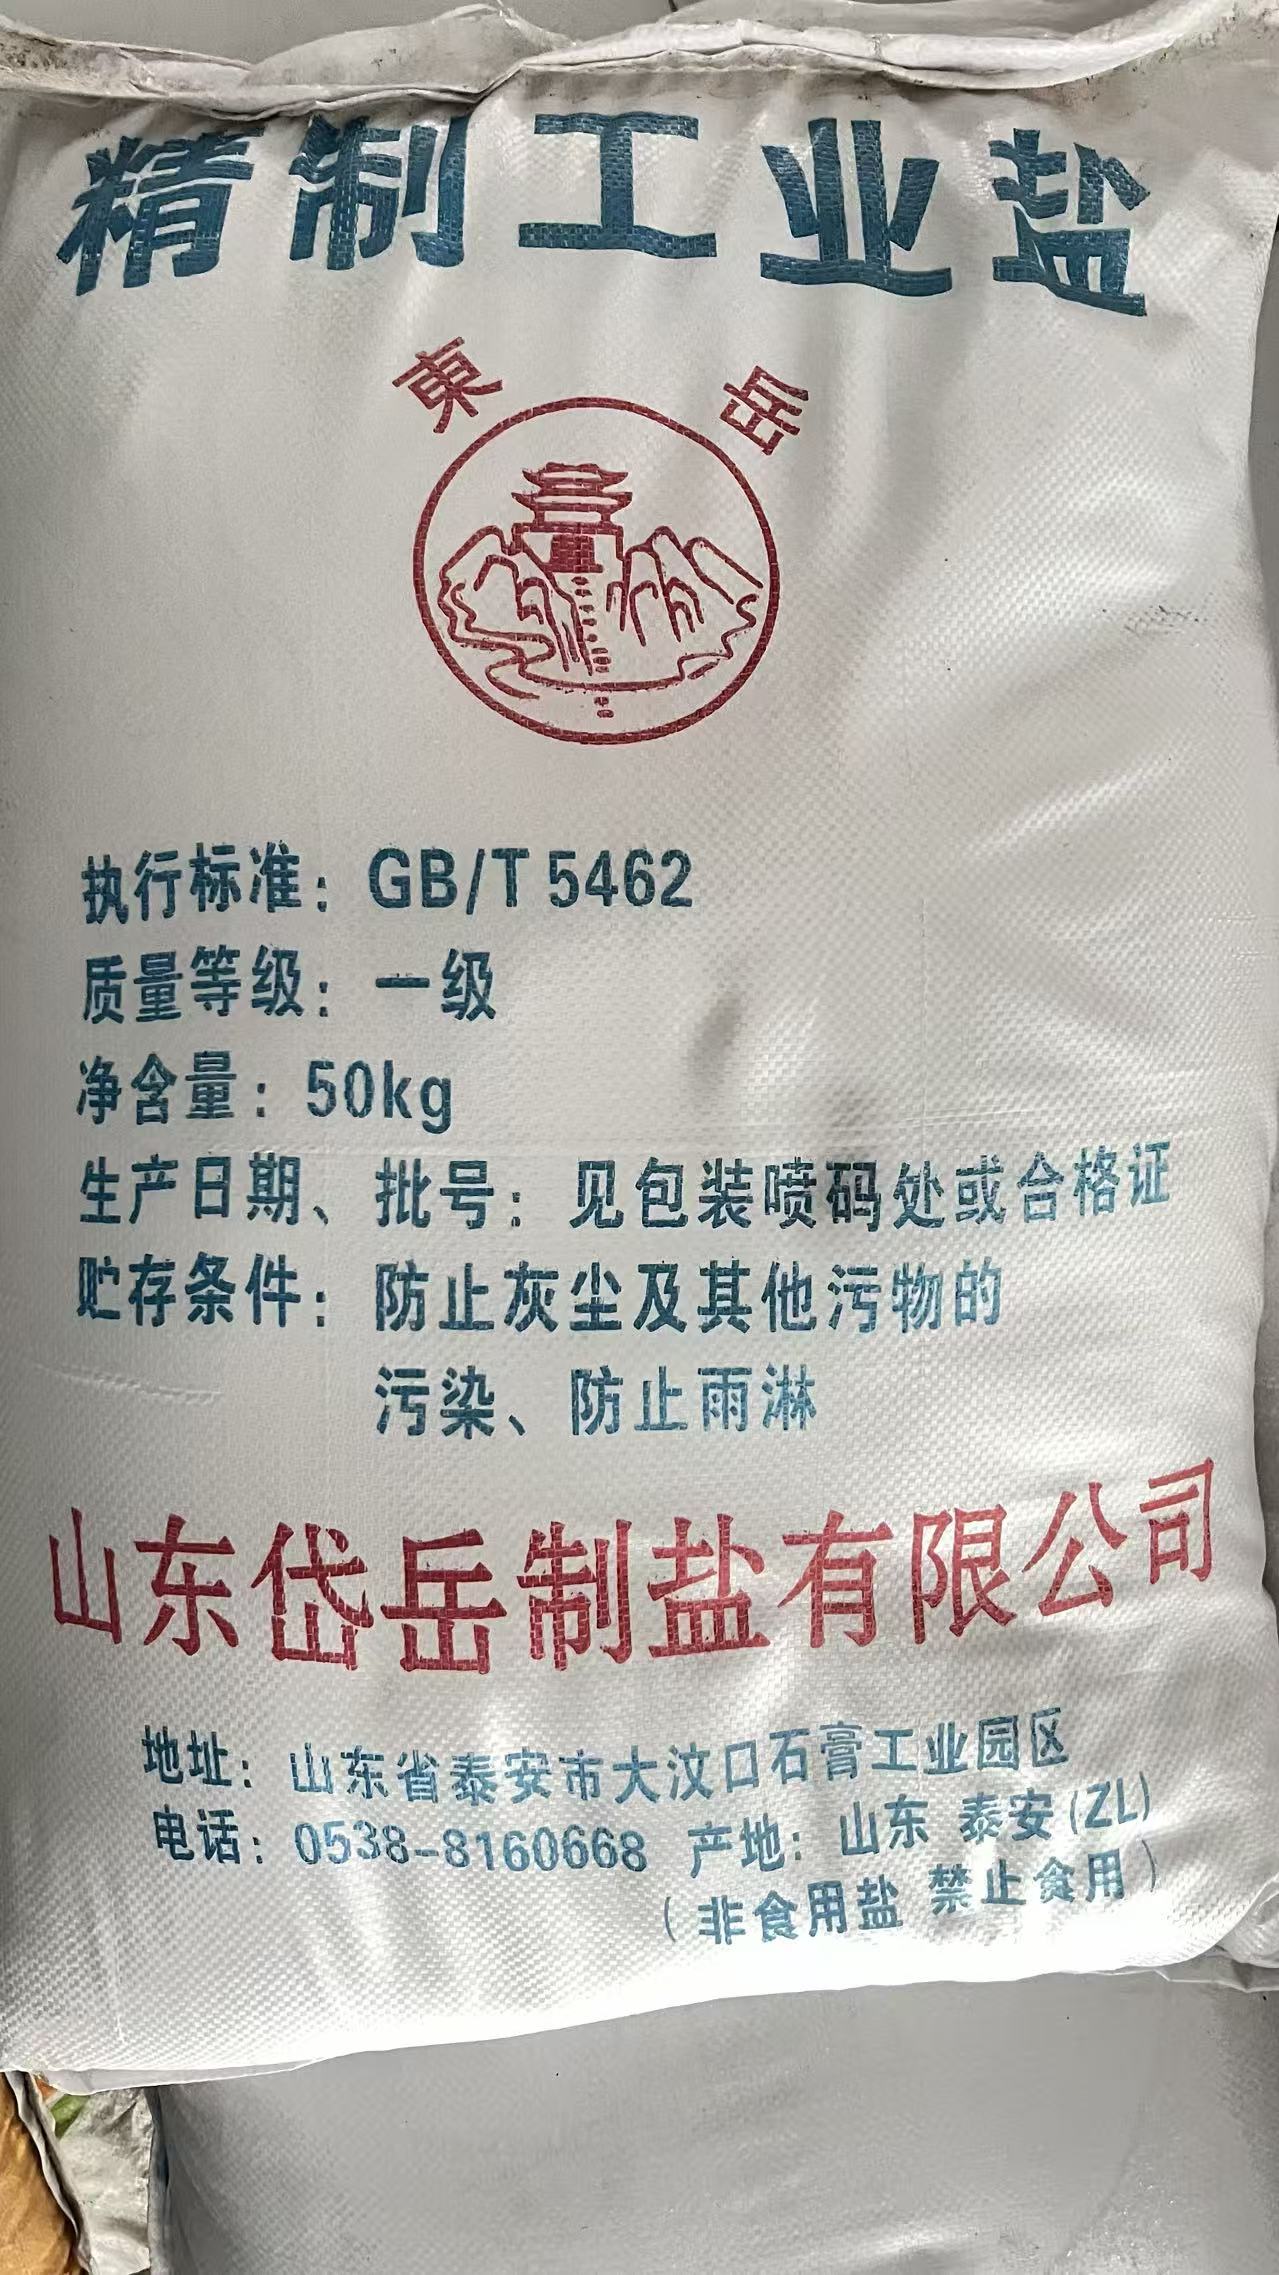 精制工业盐
東岳
执行标准：GB/T 5462
质量等级：一级
净含量：50kg
生产日期、批号：见包装喷码处或合格证
贮存条件：防止灰尘及其他污物的
污染、防止雨淋
山东岱岳制盐有限公司
地址：山东省泰安市大汶口石膏工业园区
电话：0538-8160668 产地：山东 泰安(ZL)
（非食用盐 禁止食用）